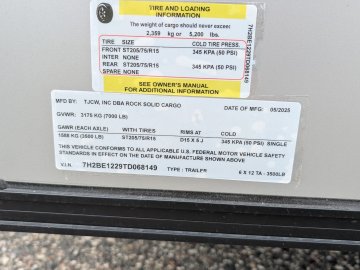 TIRE AND LOADING
INFORMATION
The weight of cargo should never exceed
2,359 kg or 5,200 lbs.
TIRE SIZE COLD TIRE PRESS.
FRONT ST205/75/R15 345 KPA (50 PSI)
INTER NONE
REAR ST205/75/R15 345 KPA (50 PSI)
SPARE NONE
SEE OWNER'S MANUAL
FOR ADDITIONAL INFORMATION
7H2BE1229TD068149
MFD BY: TJCW, INC DBA ROCK SOLID CARGO DATE OF MFG: 05/2025
GVWR: 3175 KG (7000 LB)
GAWR (EACH AXLE) WITH TIRES RIMS COLD INFL. PRESS.
1588 KG (3500 LB) ST205/75/R15 D15 X 5 J 345 KPA (50 PSI) SINGLE
THIS VEHICLE CONFORMS TO ALL APPLICABLE U.S. FEDERAL MOTOR VEHICLE SAFETY
STANDARDS IN EFFECT ON THE DATE OF MANUFACTURE SHOWN ABOVE
V.I.N. 7H2BE1229TD068149 TYPE: TRAILER 6 X 12 TA - 3500LB